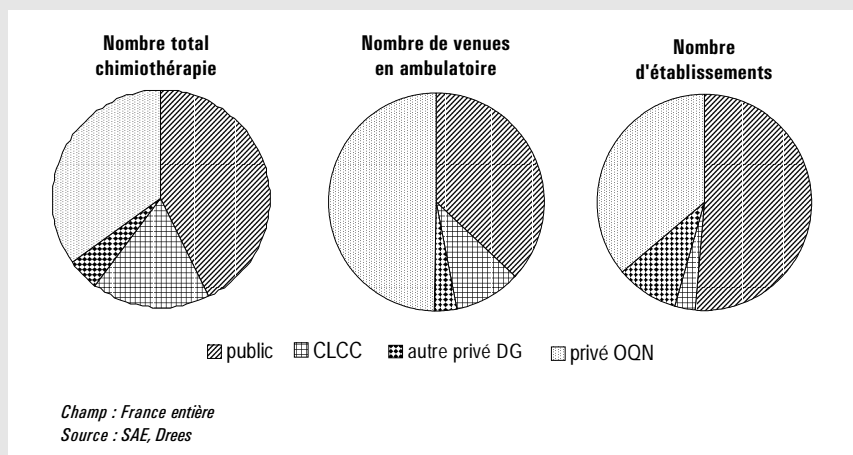 Nombre total
chimiothérapie
Nombre de venues
en ambulatoire
Nombre
d'établissements
public CLCC autre privé DG privé OQN
Champ : France entière
Source : SAE, Drees